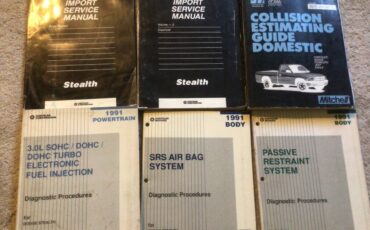 IMPORT SERVICE
MANUAL
Stealth
IMPORT SERVICE
MANUAL
Stealth
COLLISION
ESTIMATING
GUIDE
DOMESTIC
Mitchell
1991
POWERTRAIN
3.0L SOHC / DOHC /
DOHC TURBO
ELECTRONIC
FUEL INJECTION
Diagnostic Procedures
1991
BODY
SRS AIR BAG
SYSTEM
Diagnostic Procedures
1991
BODY
PASSIVE
RESTRAINT
SYSTEM
Diagnostic Procedures